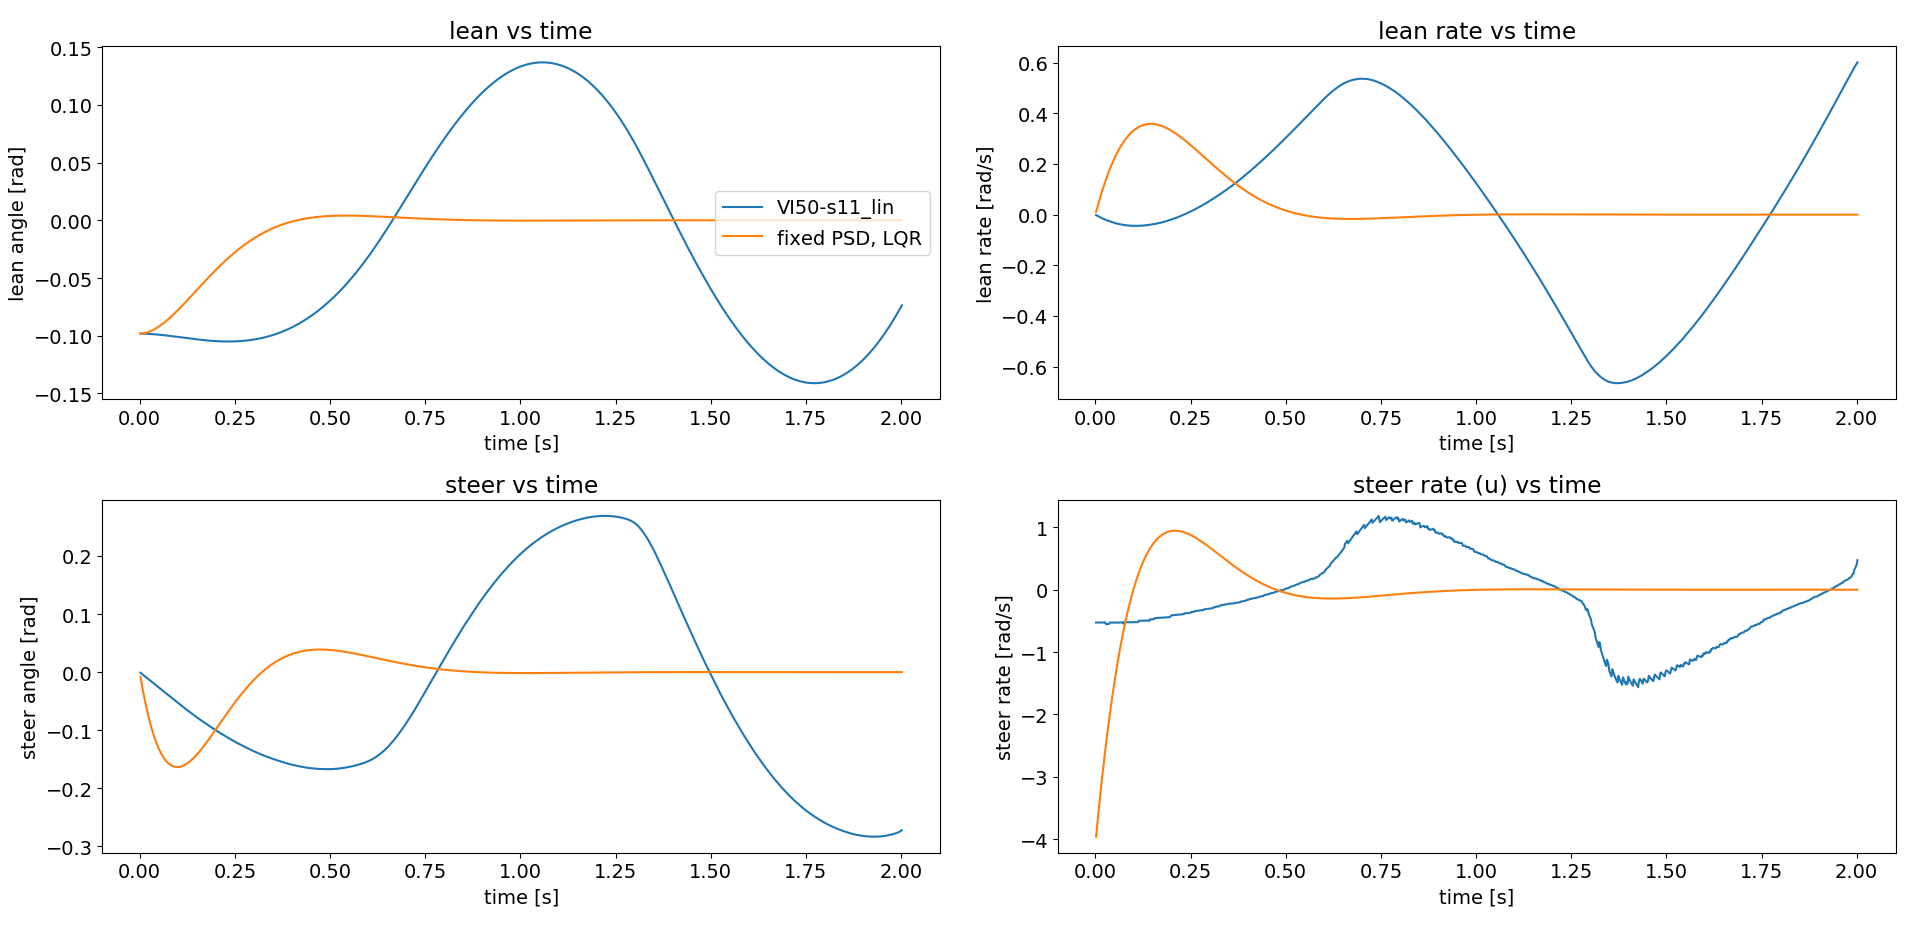 lean vs time
lean angle [rad]
0.15
0.10
0.05
0.00
−0.05
−0.10
−0.15
VI50-s11_lin
fixed PSD, LQR
0.00 0.25 0.50 0.75 1.00 1.25 1.50 1.75 2.00
time [s]
lean rate vs time
lean rate [rad/s]
0.6
0.4
0.2
0.0
−0.2
−0.4
−0.6
0.00 0.25 0.50 0.75 1.00 1.25 1.50 1.75 2.00
time [s]
steer vs time
steer angle [rad]
0.2
0.1
0.0
−0.1
−0.2
−0.3
0.00 0.25 0.50 0.75 1.00 1.25 1.50 1.75 2.00
time [s]
steer rate (u) vs time
steer rate [rad/s]
1
0
−1
−2
−3
−4
0.00 0.25 0.50 0.75 1.00 1.25 1.50 1.75 2.00
time [s]